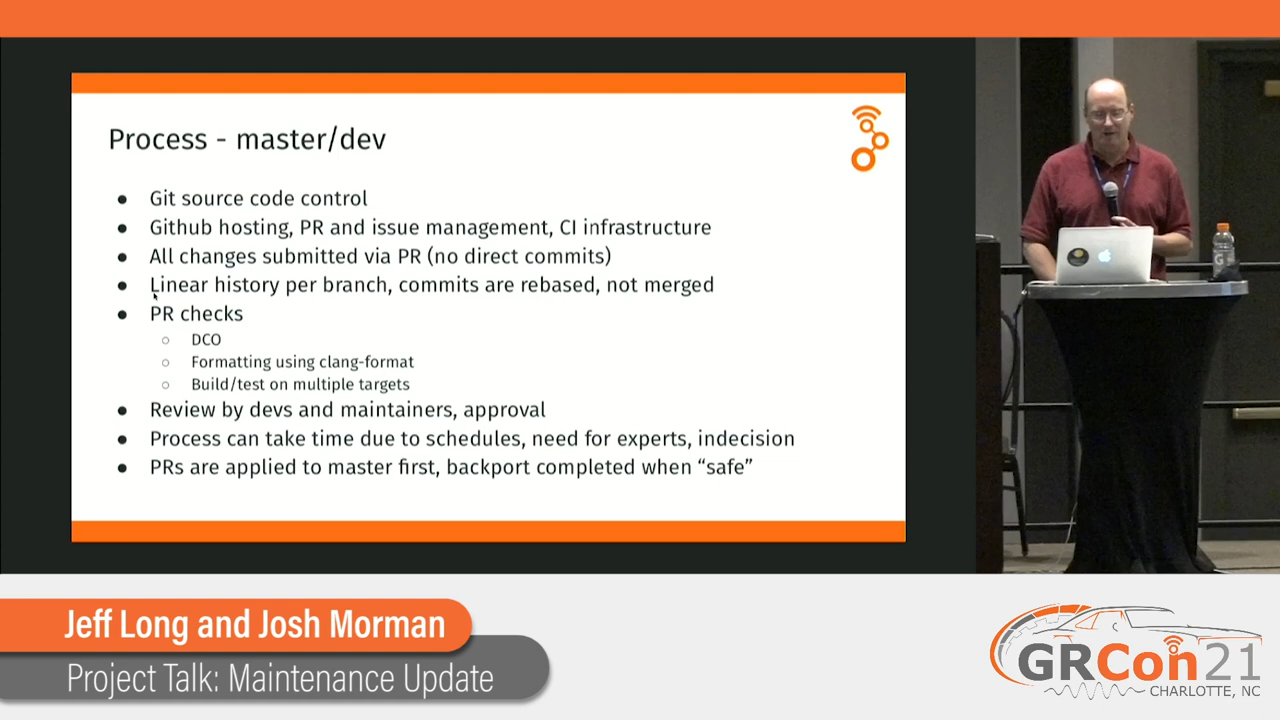 Process - master/dev
● Git source code control
● Github hosting, PR and issue management, CI infrastructure
● All changes submitted via PR (no direct commits)
● Linear history per branch, commits are rebased, not merged
● PR checks
○ DCO
○ Formatting using clang-format
○ Build/test on multiple targets
● Review by devs and maintainers, approval
● Process can take time due to schedules, need for experts, indecision
● PRs are applied to master first, backport completed when “safe”
Jeff Long and Josh Morman
Project Talk: Maintenance Update
GRCon21
CHARLOTTE, NC